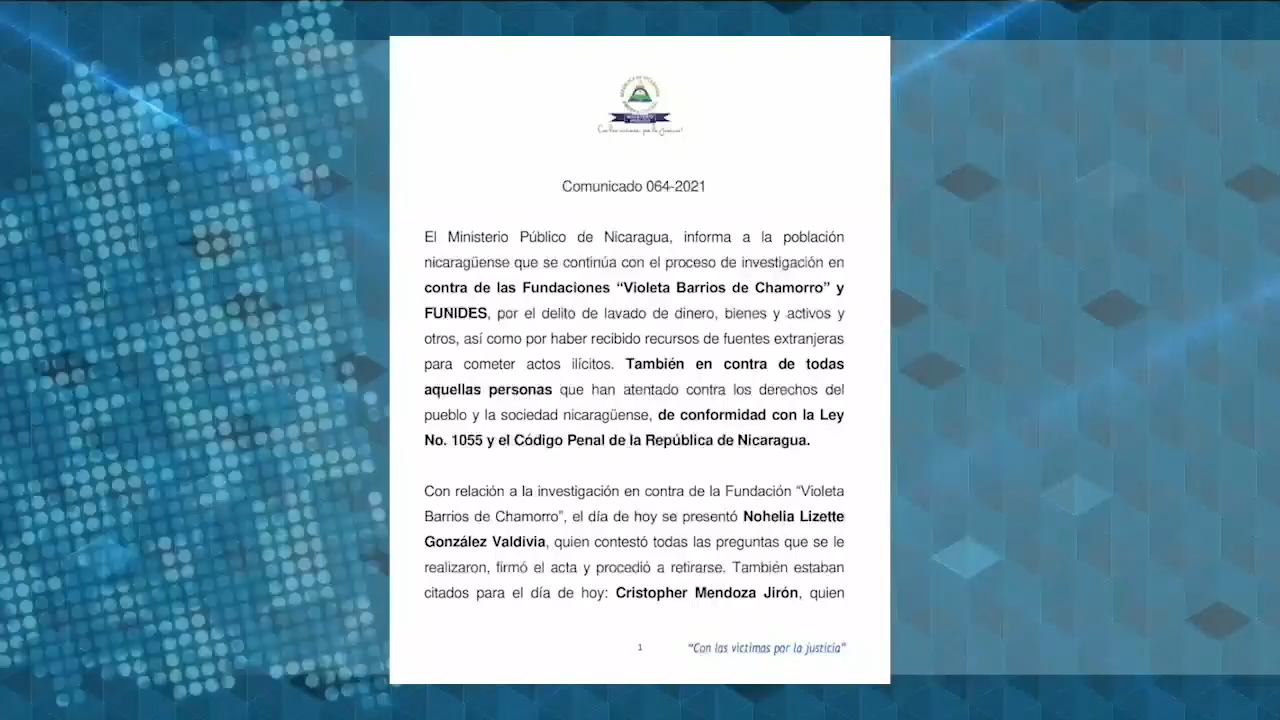 MINISTERIO
PÚBLICO
Comunicado 064-2021
El Ministerio Público de Nicaragua, informa a la población
nicaragüense que se continúa con el proceso de investigación en
contra de las Fundaciones “Violeta Barrios de Chamorro” y
FUNIDES, por el delito de lavado de dinero, bienes y activos y
otros, así como por haber recibido recursos de fuentes extranjeras
para cometer actos ilícitos. También en contra de todas
aquellas personas que han atentado contra los derechos del
pueblo y la sociedad nicaragüense, de conformidad con la Ley
No. 1055 y el Código Penal de la República de Nicaragua.
Con relación a la investigación en contra de la Fundación “Violeta
Barrios de Chamorro”, el día de hoy se presentó Nohelia Lizette
González Valdivia, quien contestó todas las preguntas que se le
realizaron, firmó el acta y procedió a retirarse. También estaban
citados para el día de hoy: Cristopher Mendoza Jirón, quien
1
“Con las victimas por la justicia”